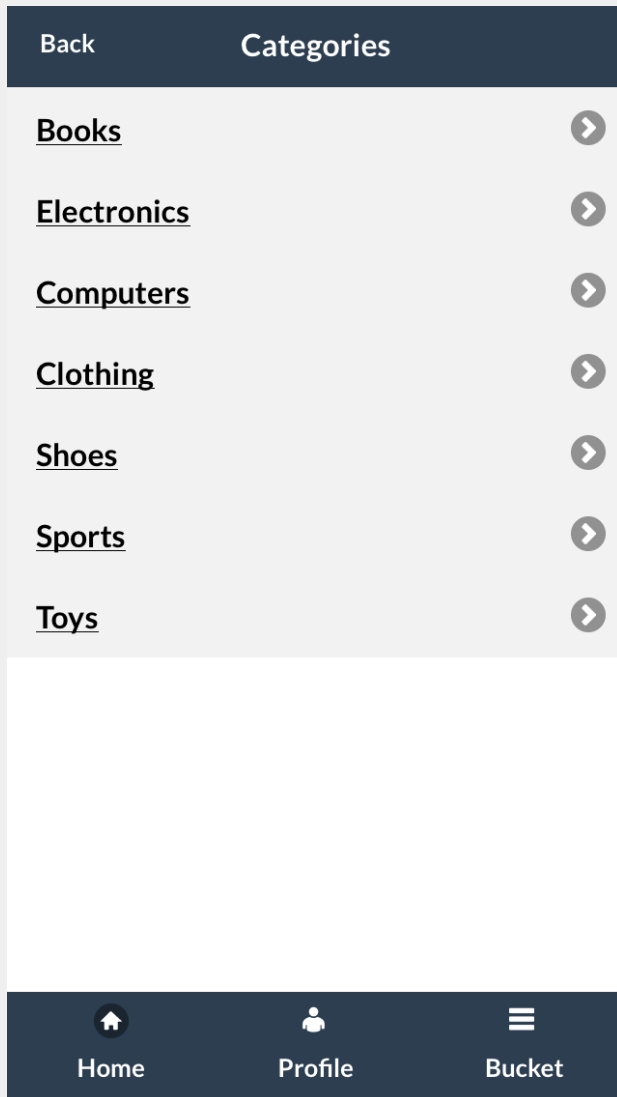 Back Categories
Books
Electronics
Computers
Clothing
Shoes
Sports
Toys
Home Profile Bucket